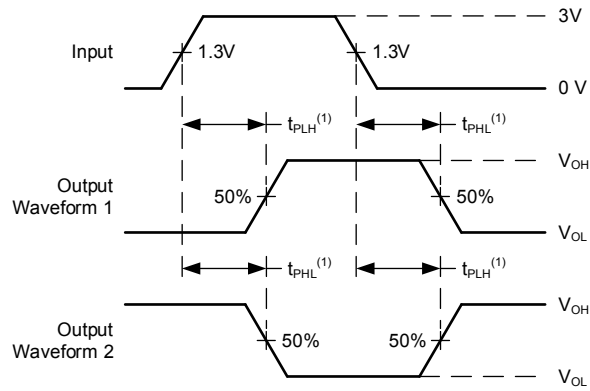 3V
Input
1.3V
1.3V
0 V
tPLH(1)
tPHL(1)
VOH
Output
Waveform 1
50%
50%
VOL
tPHL(1)
tPLH(1)
VOH
Output
Waveform 2
50%
50%
VOL